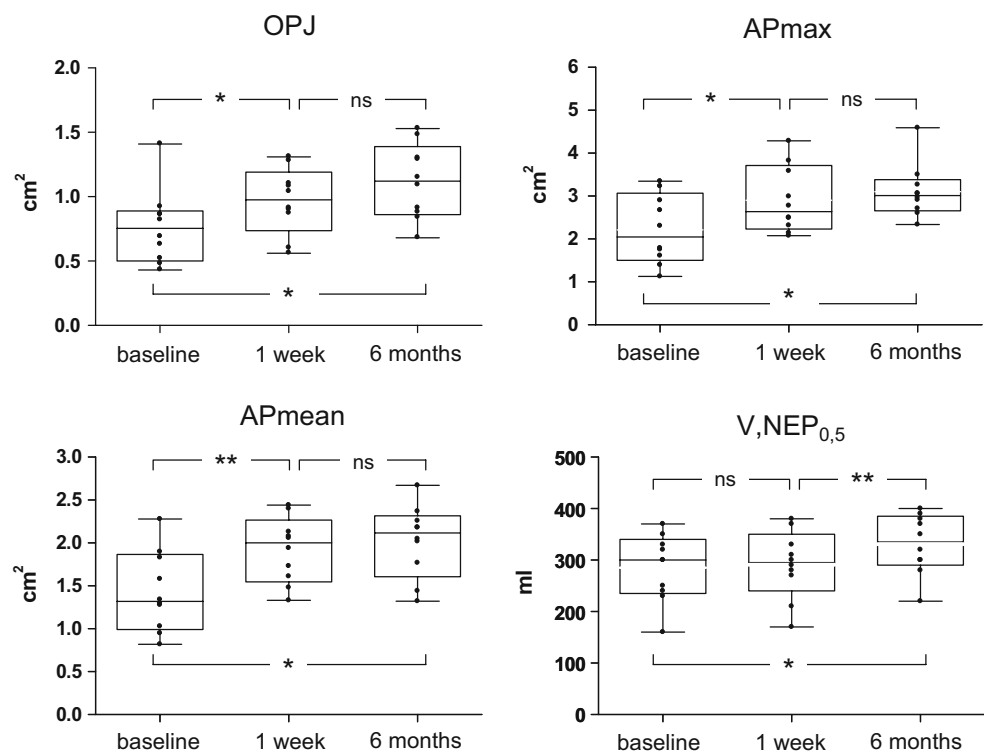 OPJ
2.0
1.5
1.0
0.5
0.0
cm²
* ns
*
baseline 1 week 6 months
APmax
6
5
4
3
2
1
0
cm²
* ns
*
baseline 1 week 6 months
APmean
3.0
2.5
2.0
1.5
1.0
0.5
0.0
cm²
** ns
*
baseline 1 week 6 months
V,NEP₀,₅
500
400
300
200
100
00
ml
ns **
*
baseline 1 week 6 months